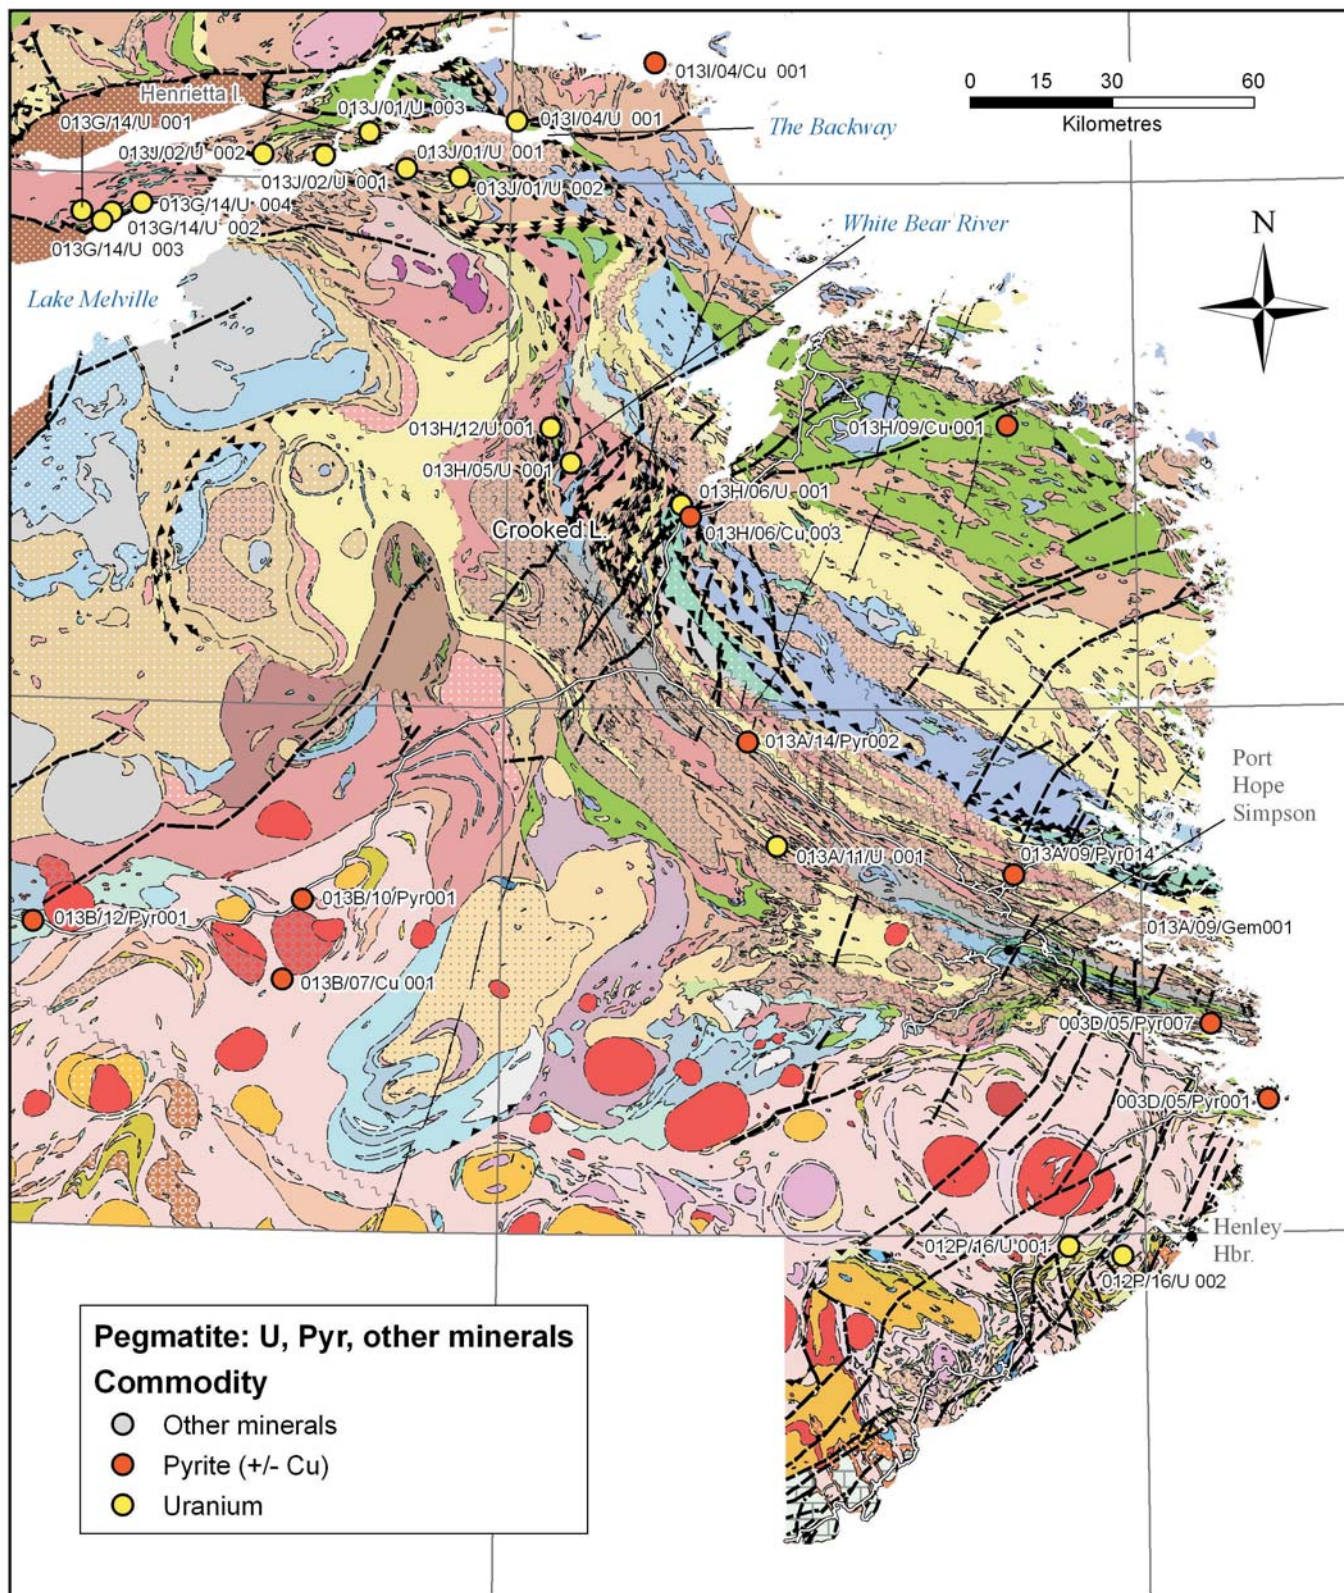 013I/04/Cu 001
0 15 30 60
Kilometres
Henrietta I.
013J/01/U 003
013G/14/U 001
013I/04/U 001
The Backway
013J/02/U 002
013J/01/U 001
013J/02/U 001
013J/01/U 002
013G/14/U 004
013G/14/U 002
013G/14/U 003
White Bear River
N
Lake Melville
013H/12/U 001
013H/09/Cu 001
013H/05/U 001
013H/06/U 001
Crooked L.
013H/06/Cu 003
013A/14/Pyr002
Port
Hope
Simpson
013A/11/U 001
013A/09/Pyr014
013B/10/Pyr001
013B/12/Pyr001
013A/09/Gem001
013B/07/Cu 001
003D/05/Pyr007
003D/05/Pyr001
Henley
Hbr.
012P/16/U 001
012P/16/U 002
Pegmatite: U, Pyr, other minerals
Commodity
Other minerals
Pyrite (+/- Cu)
Uranium